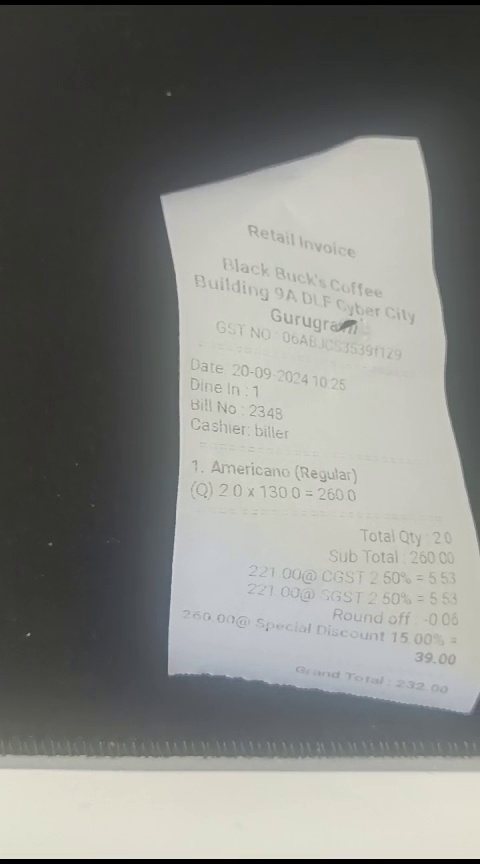 Retail Invoice
Black Buck's Coffee
Building 9A DLF Cyber City
Gurugram
GST NO : 06ABJCS3539f1Z9
Date: 20-09-2024 10:25
Dine In : 1
Bill No : 2348
Cashier: biller
1. Americano (Regular)
(Q) 2.0 x 130.0 = 260.0
Total Qty : 2.0
Sub Total : 260.00
221.00@ CGST 2.50% = 5.53
221.00@ SGST 2.50% = 5.53
Round off : -0.06
260.00@ Special Discount 15.00% =
39.00
Grand Total : 232.00